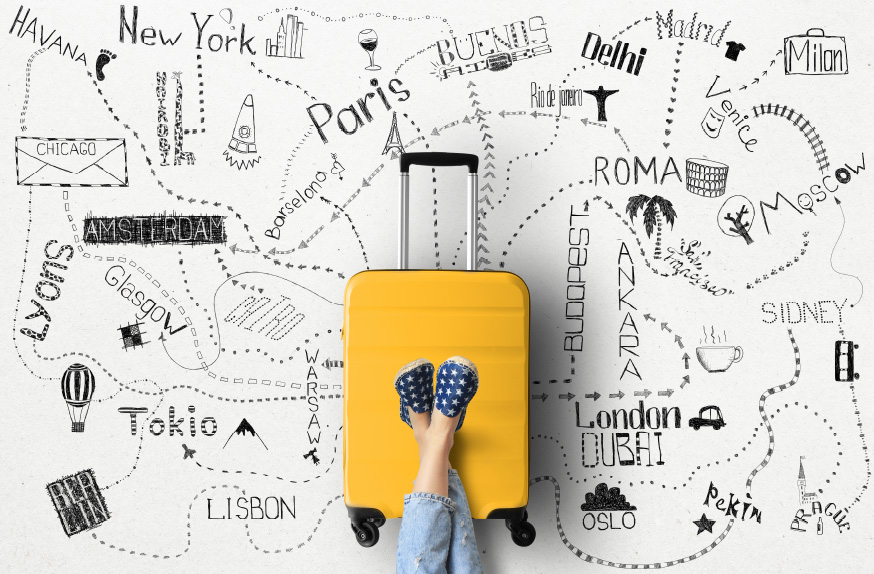 HAVANA
New York
BUENOS
AIRES
Delhi
Madrid
Milan
NAIROBI
Paris
Rio de janeiro
Venice
CHICAGO
Barselona
ROMA
Moscow
AMSTERDAM
San
Francisco
Lyons
Glasgow
BUDAPEST
ANKARA
SIDNEY
WARSAW
Tokio
London
DUBAI
BERLIN
LISBON
OSLO
Pekin
PRAGUE